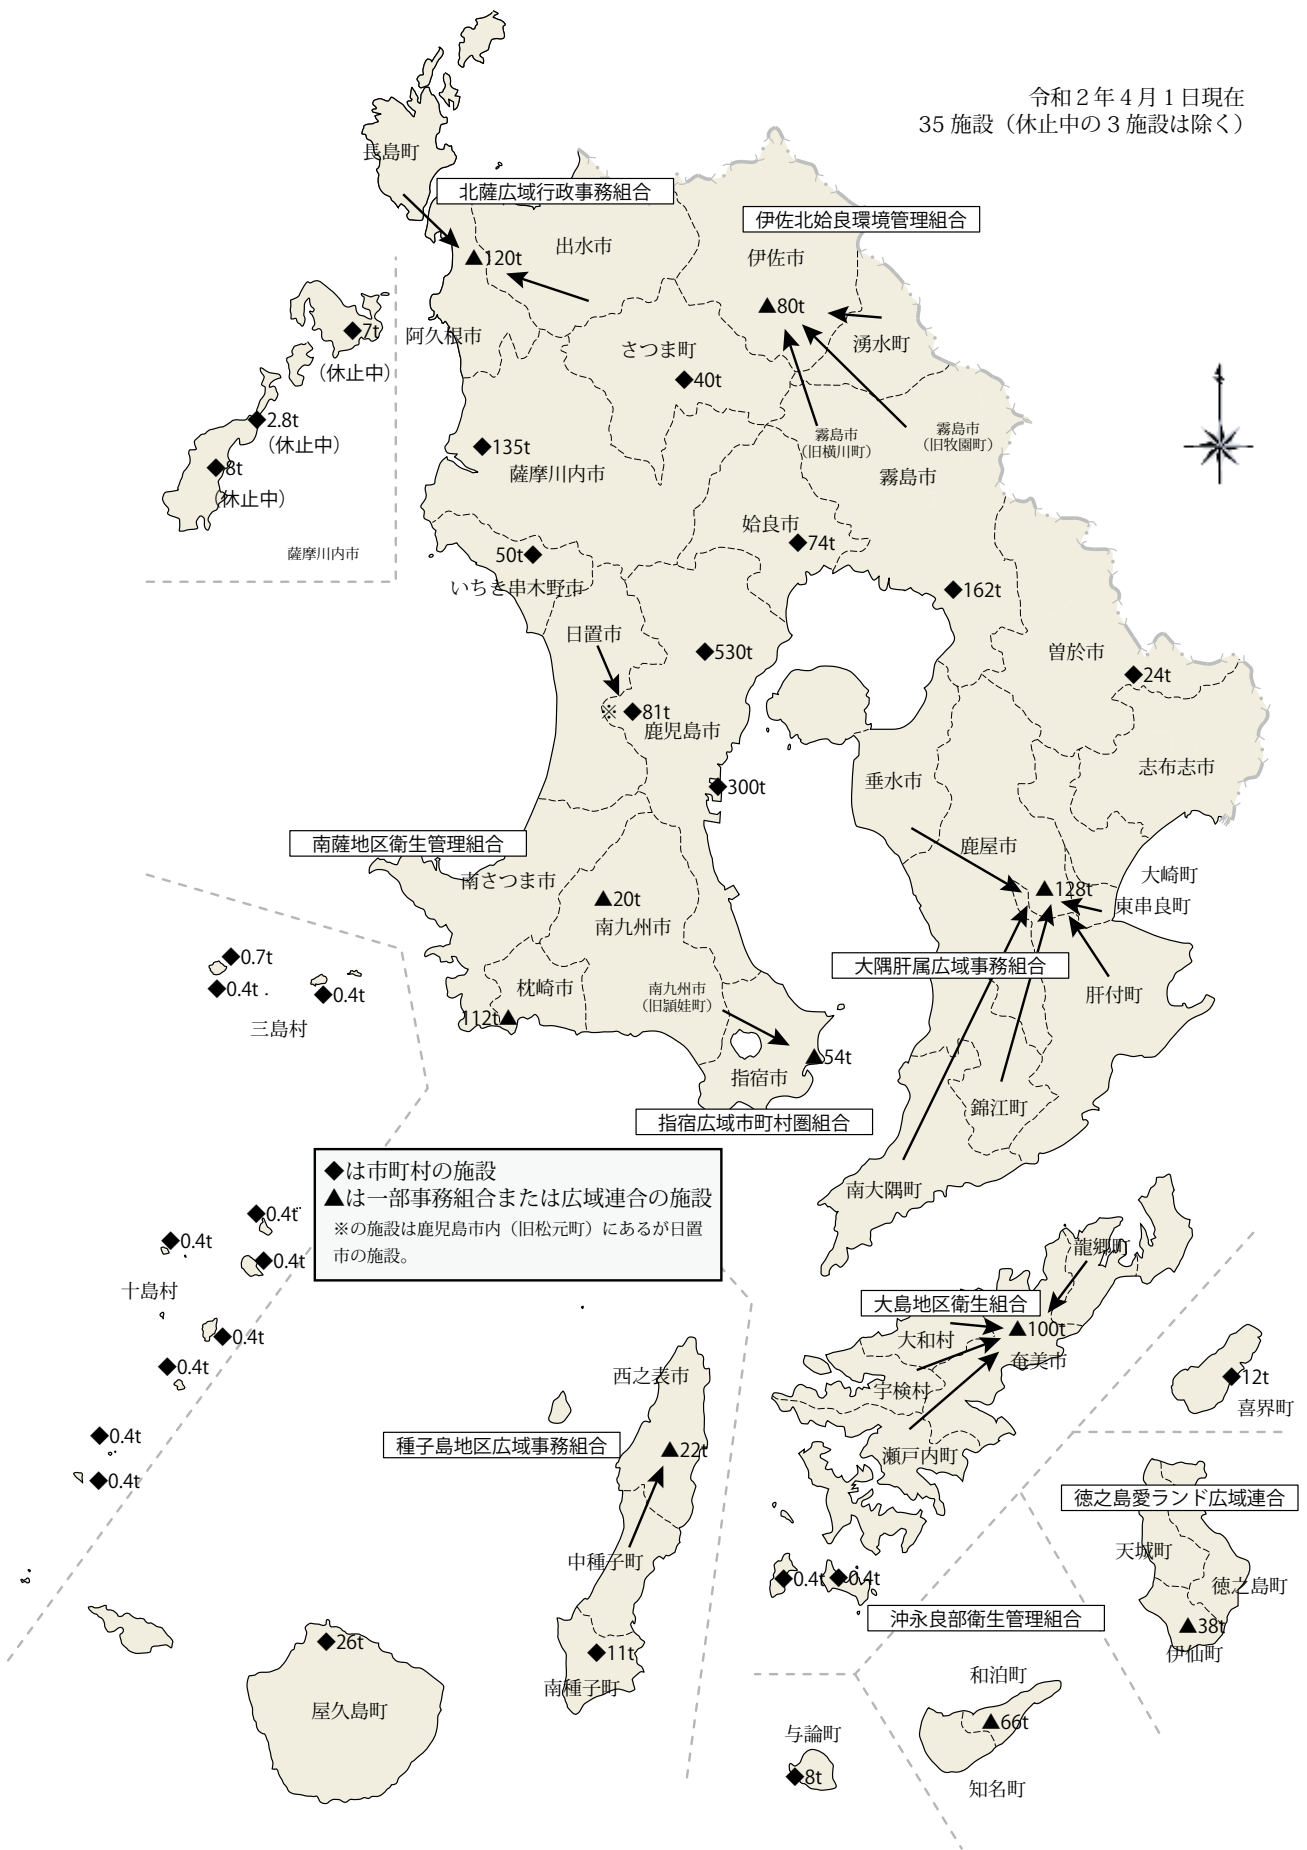 令和２年４月１日現在
35 施設（休止中の 3 施設は除く）
長島町
北薩広域行政事務組合
伊佐北姶良環境管理組合
出水市
伊佐市
120t
80t
7t
阿久根市
さつま町
湧水町
（休止中）
40t
2.8t
（休止中）
霧島市
（旧横川町）
霧島市
（旧牧園町）
135t
8t
薩摩川内市
霧島市
（休止中）
姶良市
74t
薩摩川内市
50t
いちき串木野市
162t
日置市
530t
曽於市
24t
※
81t
鹿児島市
志布志市
垂水市
300t
南薩地区衛生管理組合
鹿屋市
南さつま市
大崎町
128t
20t
東串良町
南九州市
0.7t
大隅肝属広域事務組合
0.4t .
0.4t
枕崎市
南九州市
（旧頴娃町）
肝付町
三島村
112t
54t
指宿市
錦江町
指宿広域市町村圏組合
◆は市町村の施設
▲は一部事務組合または広域連合の施設
※の施設は鹿児島市内（旧松元町）にあるが日置
市の施設。
南大隅町
0.4t
0.4t
0.4t
龍郷町
十島村
大島地区衛生組合
0.4t
100t
大和村
奄美市
0.4t
西之表市
宇検村
12t
喜界町
0.4t
種子島地区広域事務組合
22t
瀬戸内町
0.4t
徳之島愛ランド広域連合
中種子町
天城町
0.4t
0.4t
徳之島町
沖永良部衛生管理組合
38t
26t
11t
伊仙町
南種子町
和泊町
屋久島町
66t
与論町
8t
知名町